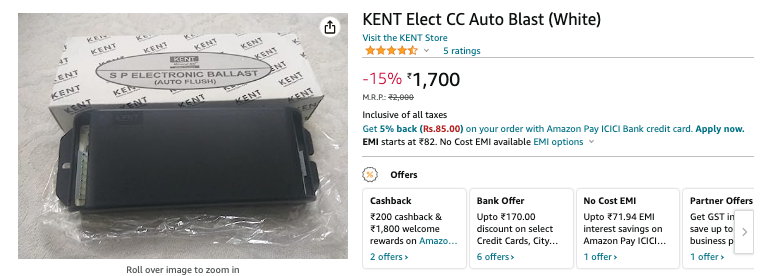 KENT
KENT
KENT
KENT
S P ELECTRONIC BALLAST
(AUTO FLUSH)
KENT
Roll over image to zoom in
KENT Elect CC Auto Blast (White)
Visit the KENT Store
5 ratings
-15% ₹1,700
M.R.P.: ₹2,000
Inclusive of all taxes
Get 5% back (Rs.85.00) on your order with Amazon Pay ICICI Bank credit card. Apply now.
EMI starts at ₹82. No Cost EMI available EMI options
Offers
Cashback
₹200 cashback &
₹1,800 welcome
rewards on Amazo...
2 offers
Bank Offer
Upto ₹170.00
discount on select
Credit Cards, City...
6 offers
No Cost EMI
Upto ₹71.94 EMI
interest savings on
Amazon Pay ICICI...
1 offer
Partner Offers
Get GST in
save up to
business p
1 offer